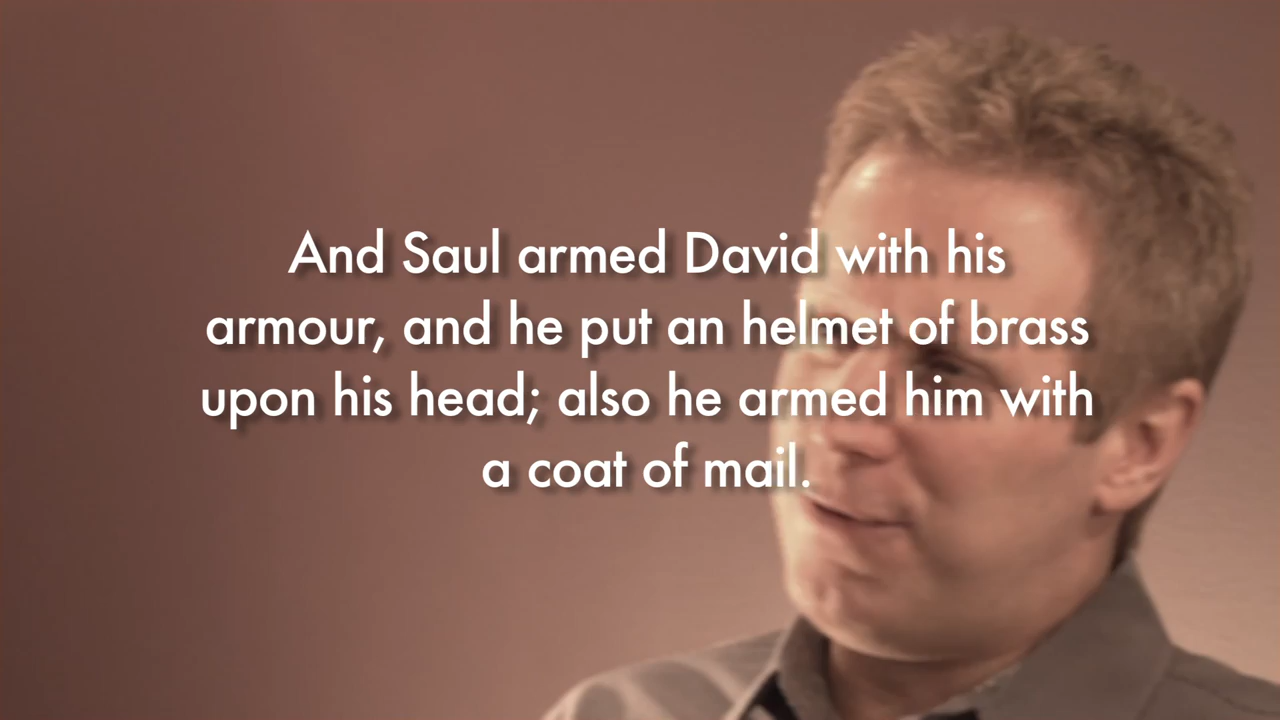 And Saul armed David with his
armour, and he put an helmet of brass
upon his head; also he armed him with
a coat of mail.